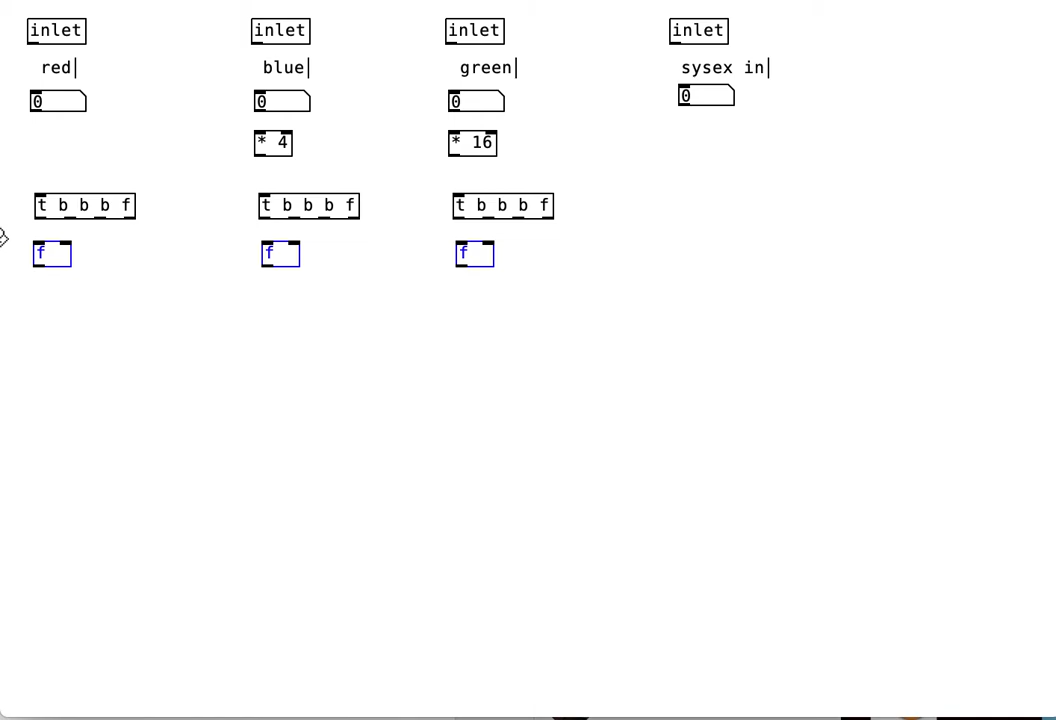 inlet inlet inlet inlet
red blue green sysex in
0 0 0 0
* 4 * 16
t b b b f t b b b f t b b b f
f f f